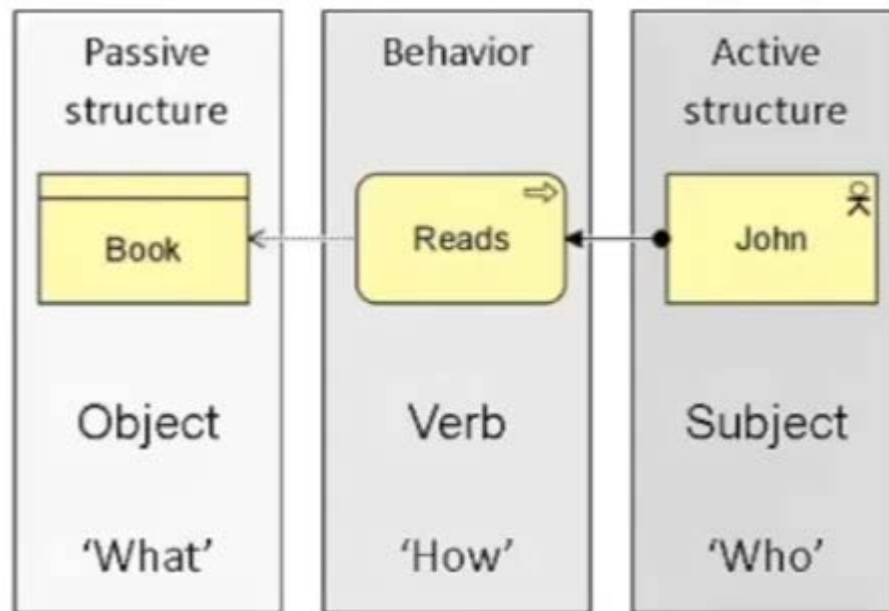 Passive
structure
Book
Object
‘What’
Behavior
Reads
Verb
‘How’
Active
structure
John
Subject
‘Who’